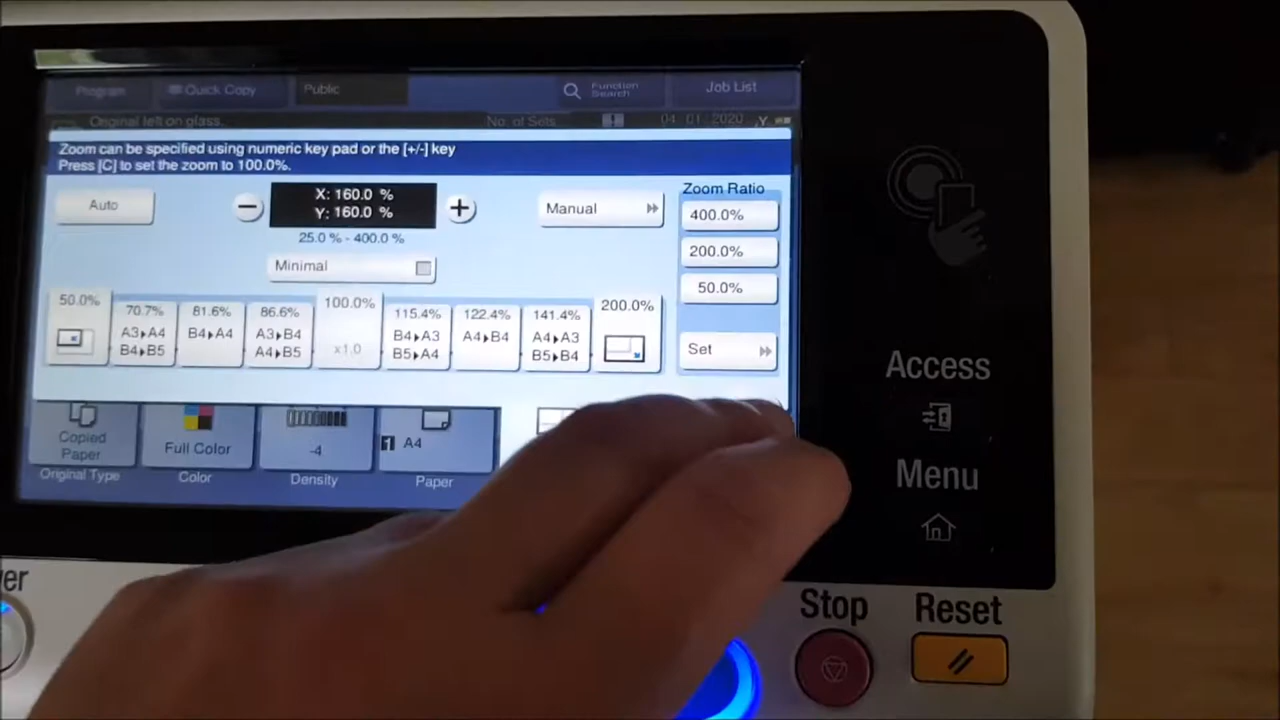 Program
Quick Copy
Public
Function Search
Job List
Original left on glass.
No. of Sets
1
04 01 2020
Y
Zoom can be specified using numeric key pad or the [+/-] key
Press [C] to set the zoom to 100.0%.
Auto
−
X: 160.0 %
Y: 160.0 %
+
25.0 % - 400.0 %
Minimal
Manual
Zoom Ratio
400.0%
200.0%
50.0%
Set
50.0%
70.7%
A3▸A4
B4▸B5
81.6%
B4▸A4
86.6%
A3▸B4
A4▸B5
100.0%
x1.0
115.4%
B4▸A3
B5▸A4
122.4%
A4▸B4
141.4%
A4▸A3
B5▸B4
200.0%
Copied
Paper
Original Type
Full Color
Color
-4
Density
1 A4
Paper
Access
Menu
Stop
Reset